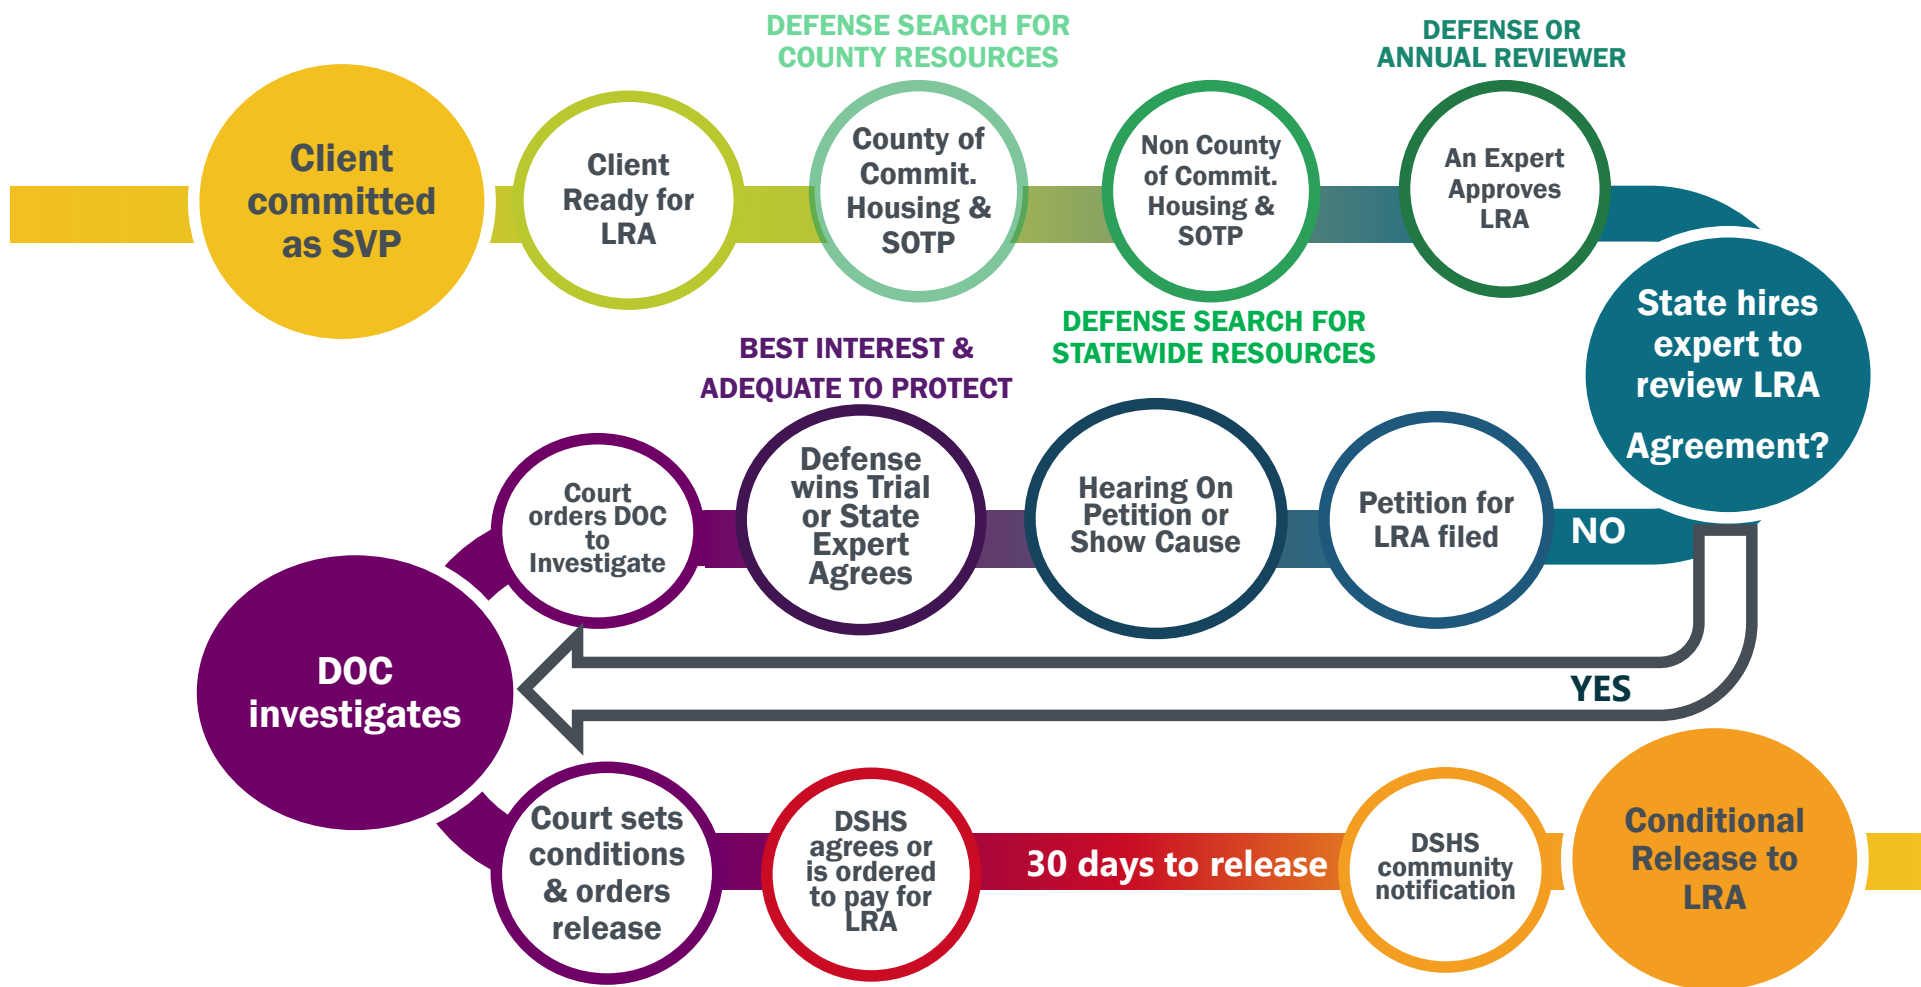 DEFENSE SEARCH FOR
COUNTY RESOURCES
DEFENSE OR
ANNUAL REVIEWER
Client
committed
as SVP
Client
Ready for
LRA
County of
Commit.
Housing &
SOTP
Non County
of Commit.
Housing &
SOTP
An Expert
Approves
LRA
DEFENSE SEARCH FOR
STATEWIDE RESOURCES
State hires
expert to
review LRA
Agreement?
BEST INTEREST &
ADEQUATE TO PROTECT
NO
Petition for
LRA filed
Hearing On
Petition or
Show Cause
Defense
wins Trial
or State
Expert
Agrees
Court
orders DOC
to
Investigate
YES
DOC
investigates
Court sets
conditions
& orders
release
DSHS
agrees or
is ordered
to pay for
LRA
30 days to release
DSHS
community
notification
Conditional
Release to
LRA